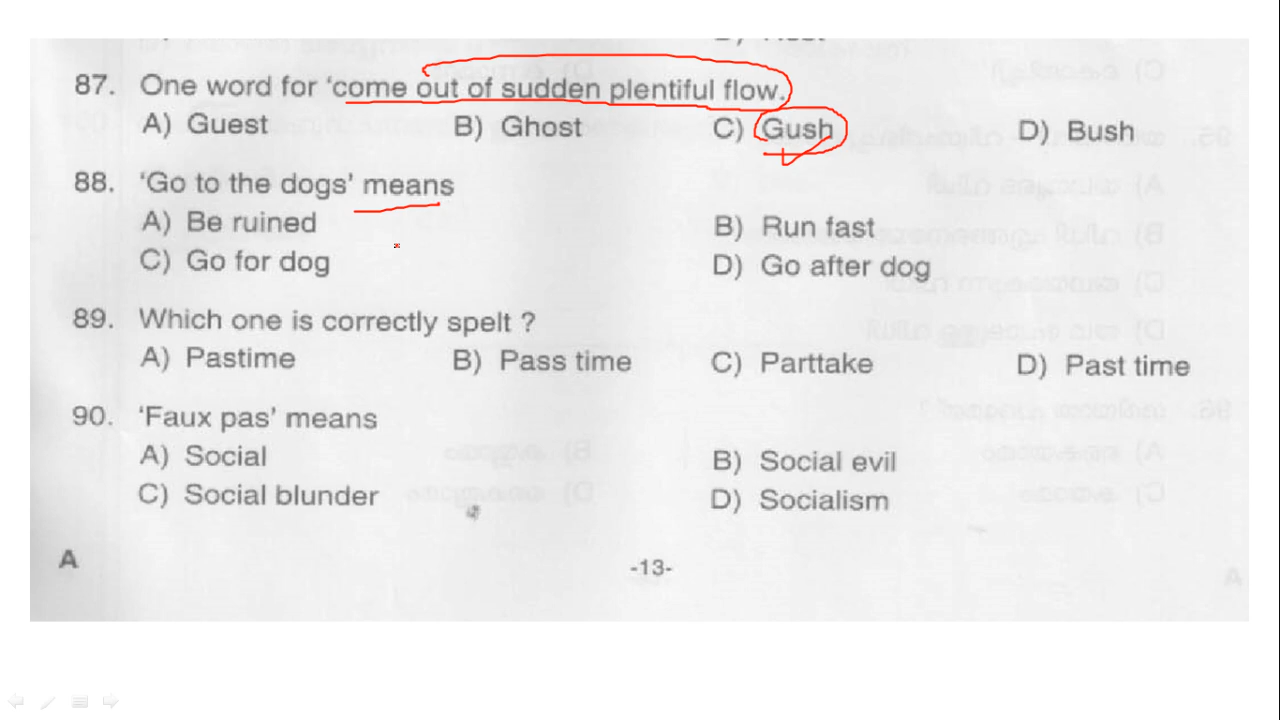 87. One word for 'come out of sudden plentiful flow.
A) Guest B) Ghost C) Gush D) Bush
88. 'Go to the dogs' means
A) Be ruined B) Run fast
C) Go for dog D) Go after dog
89. Which one is correctly spelt ?
A) Pastime B) Pass time C) Parttake D) Past time
90. 'Faux pas' means
A) Social B) Social evil
C) Social blunder D) Socialism
A -13-